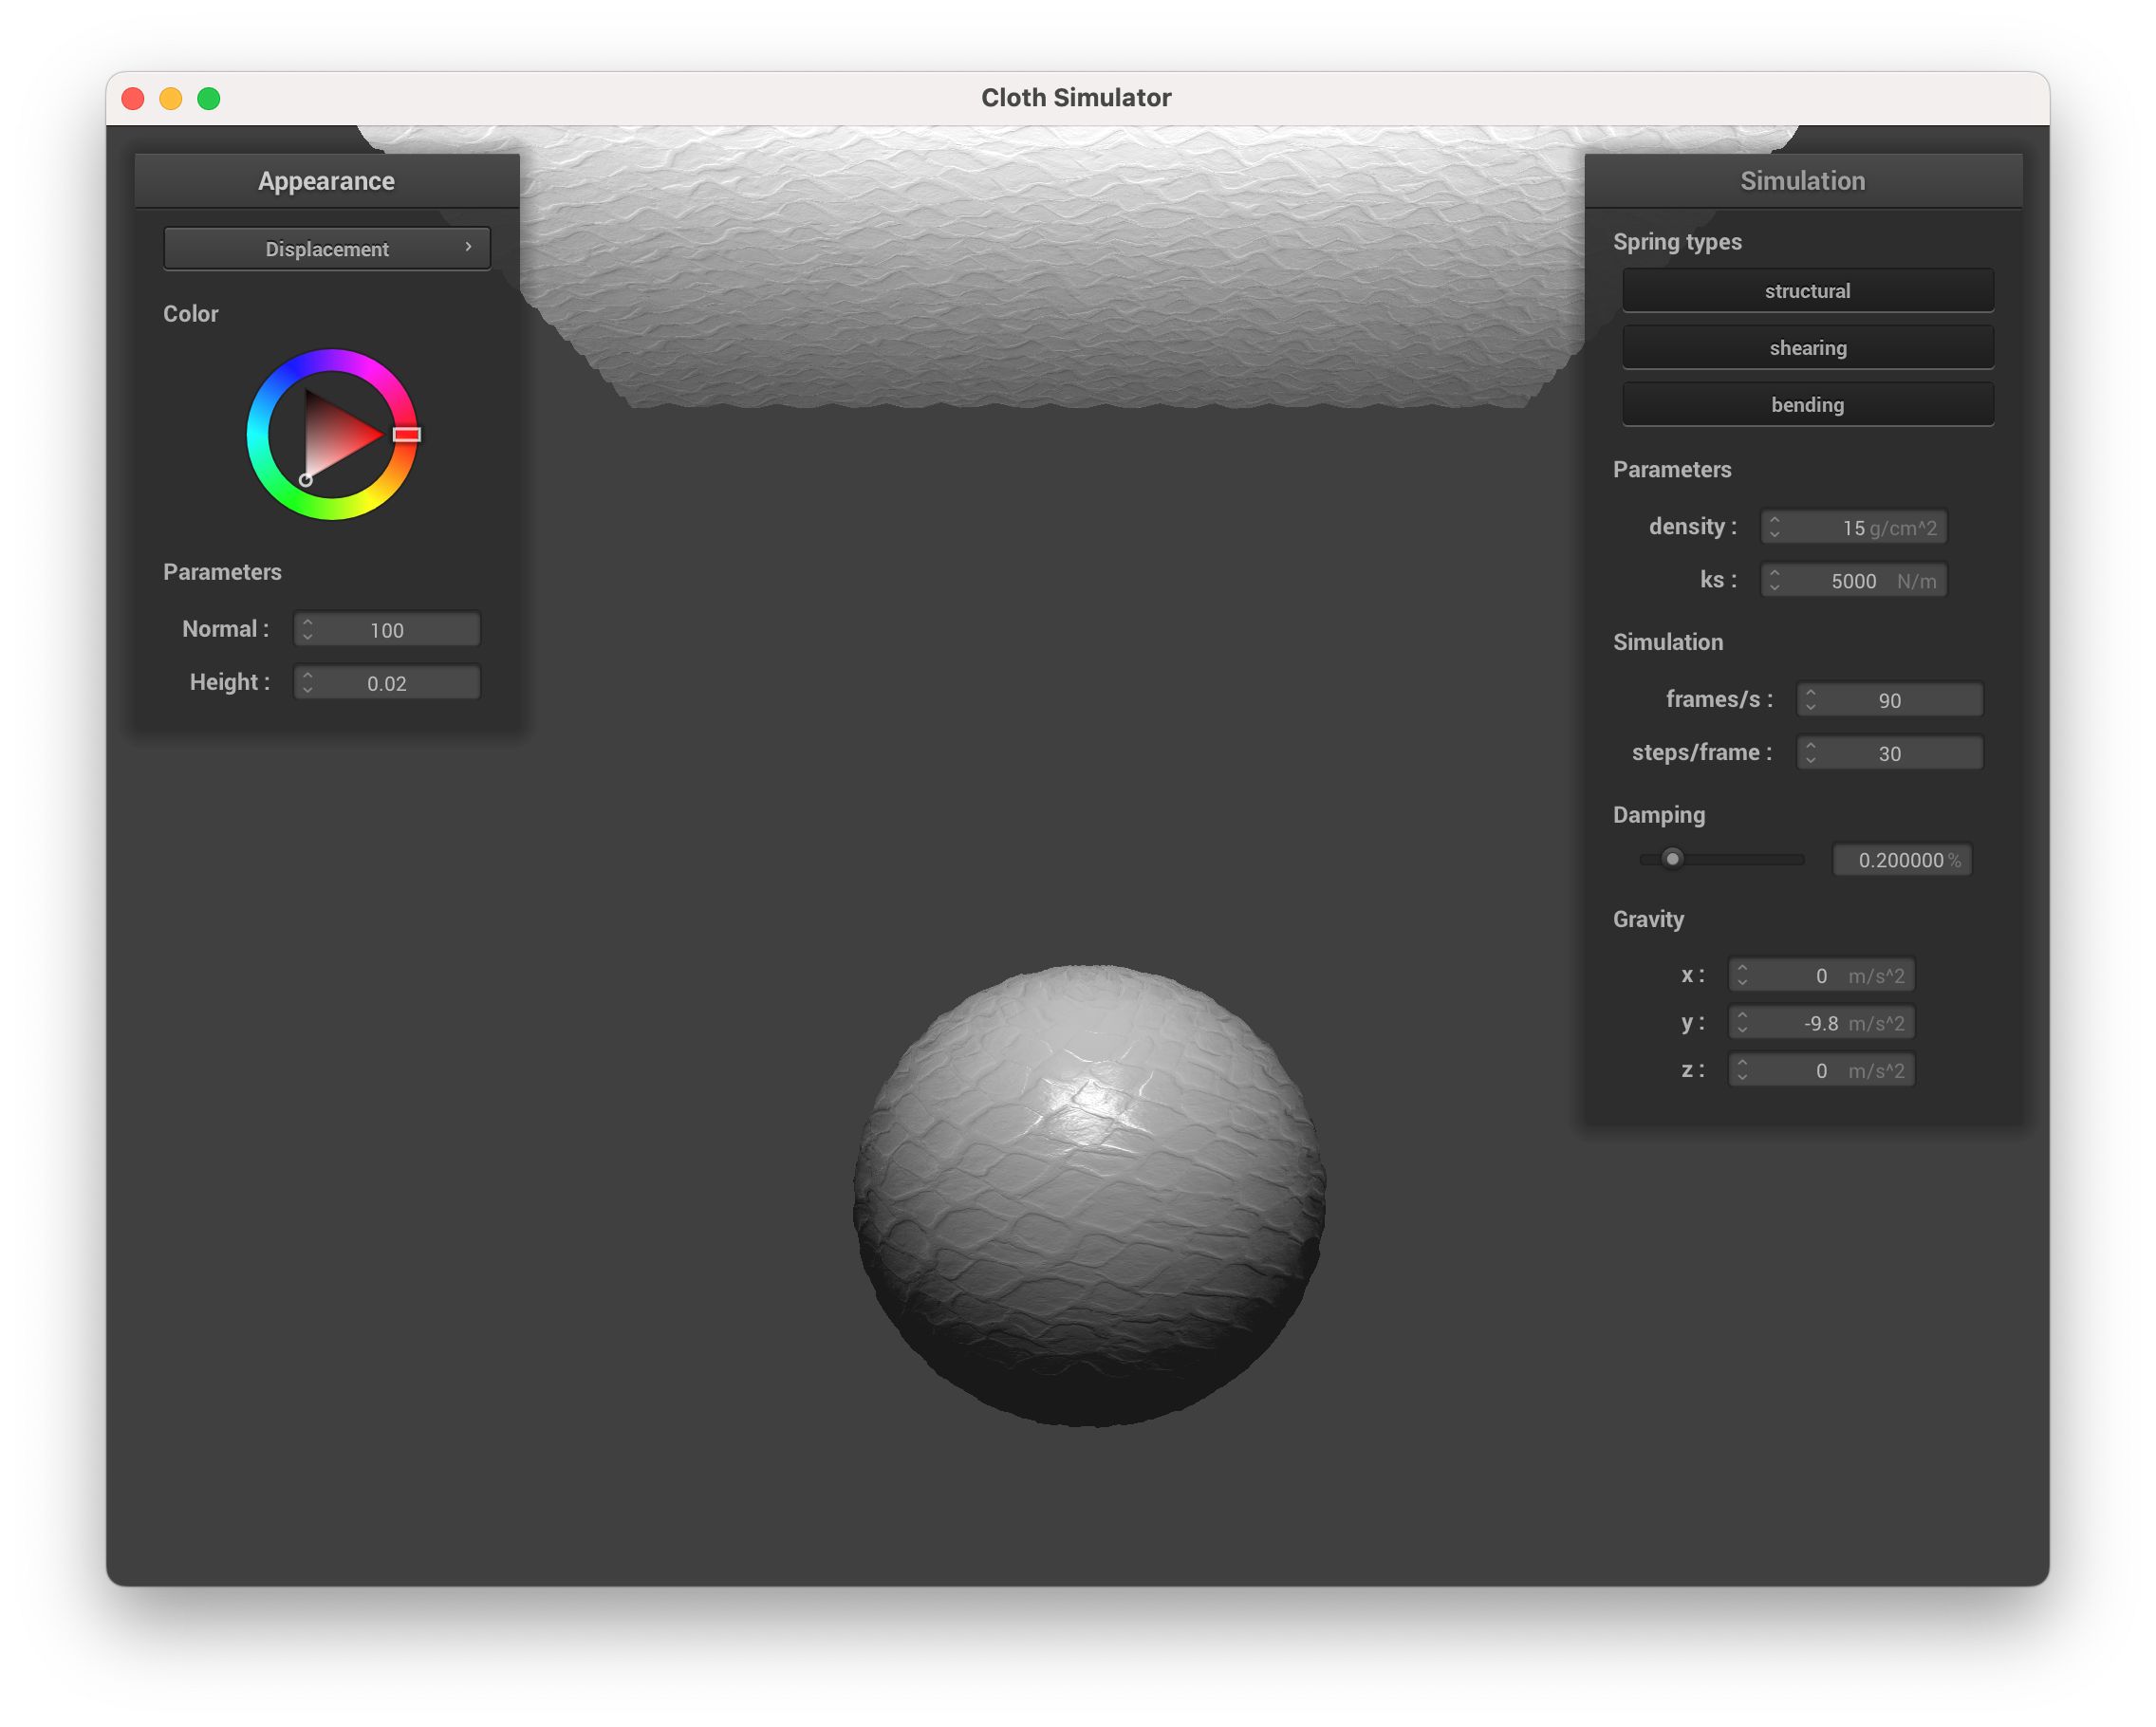 Cloth Simulator
Appearance
Displacement
Color
Parameters
Normal : 100
Height : 0.02
Simulation
Spring types
structural
shearing
bending
Parameters
density : 15 g/cm^2
ks : 5000 N/m
Simulation
frames/s : 90
steps/frame : 30
Damping
0.200000 %
Gravity
x : 0 m/s^2
y : -9.8 m/s^2
z : 0 m/s^2